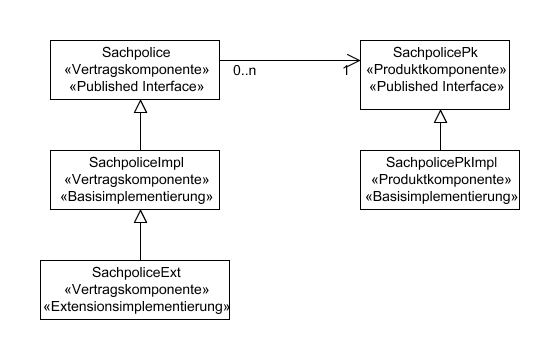 Sachpolice
«Vertragskomponente»
«Published Interface»
0..n
1
SachpolicePk
«Produktkomponente»
«Published Interface»
SachpoliceImpl
«Vertragskomponente»
«Basisimplementierung»
SachpolicePkImpl
«Produktkomponente»
«Basisimplementierung»
SachpoliceExt
«Vertragskomponente»
«Extensionsimplementierung»